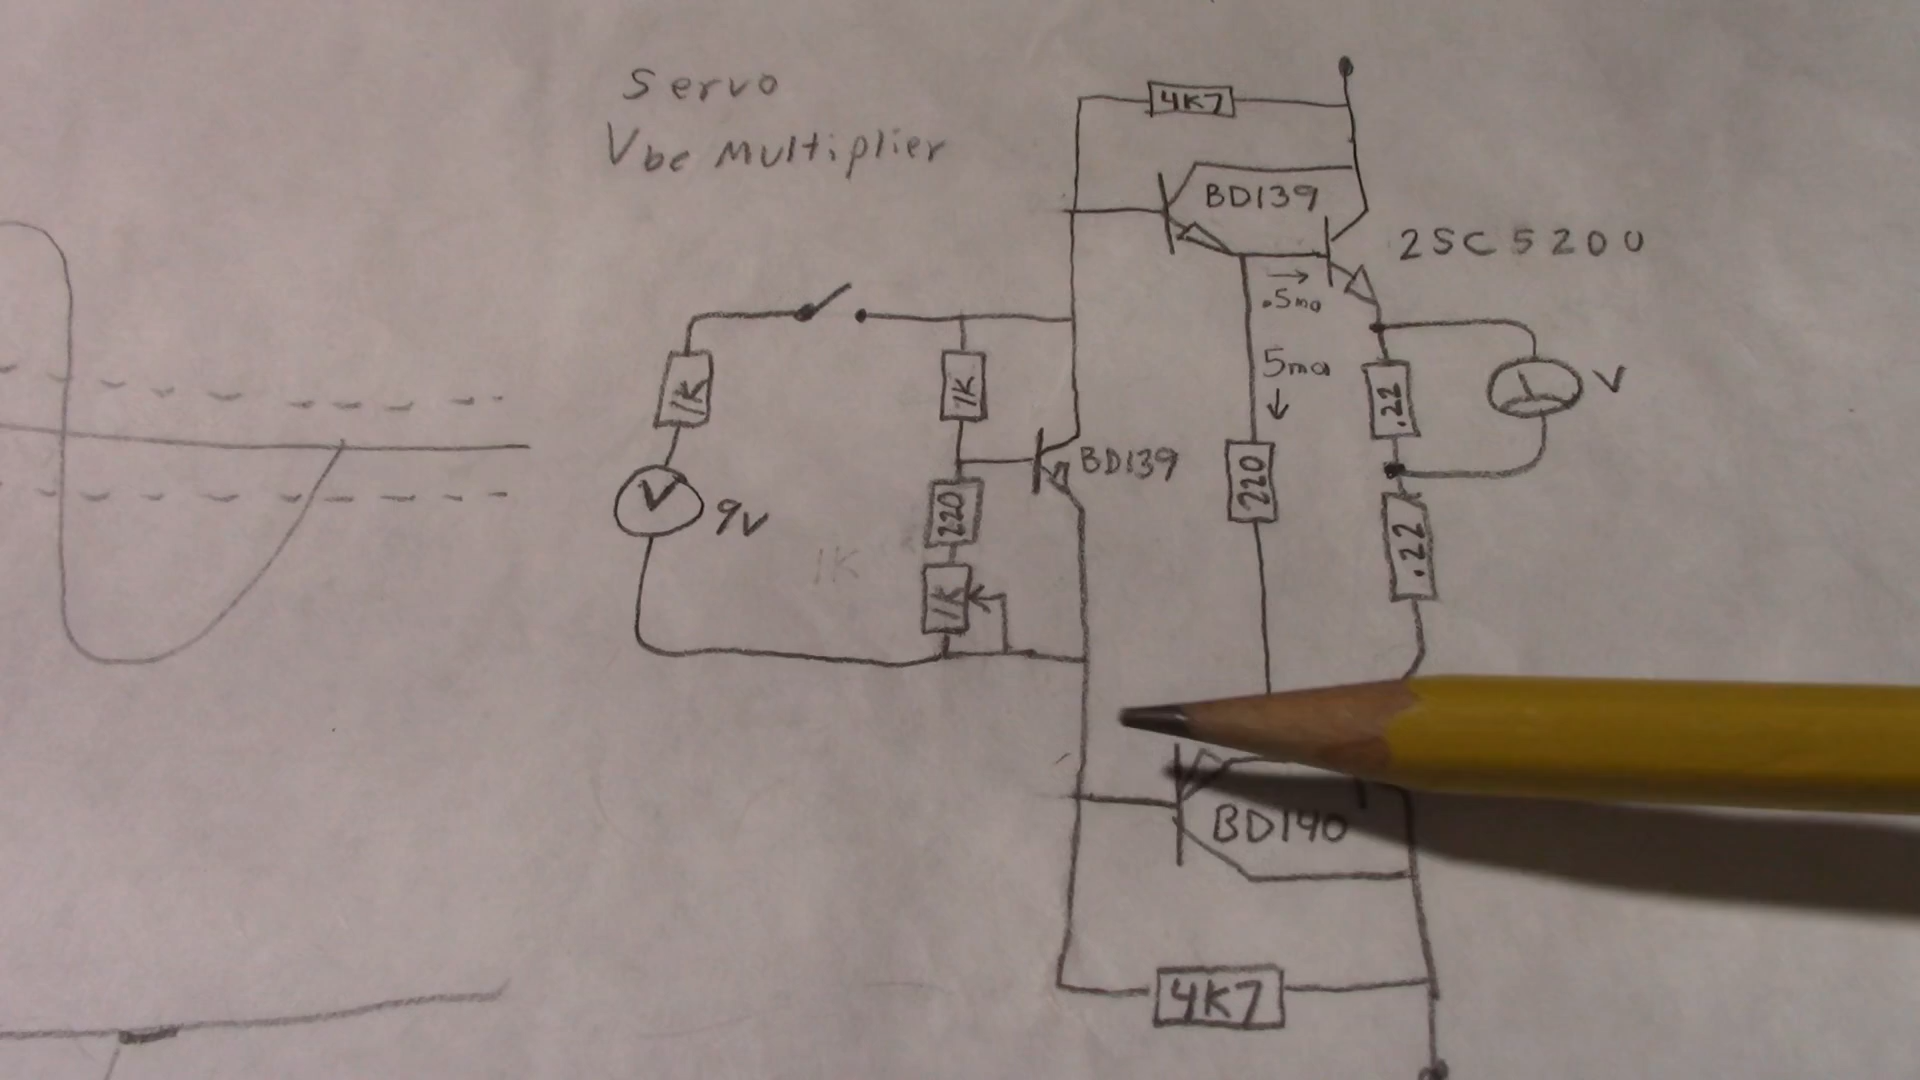 Servo
Vbe Multiplier
4K7
BD139
2SC5200
.5ma
5ma
1K
1K
.22
V
BD139
220
V 9V
220
1K
1K
.22
BD140
4K7